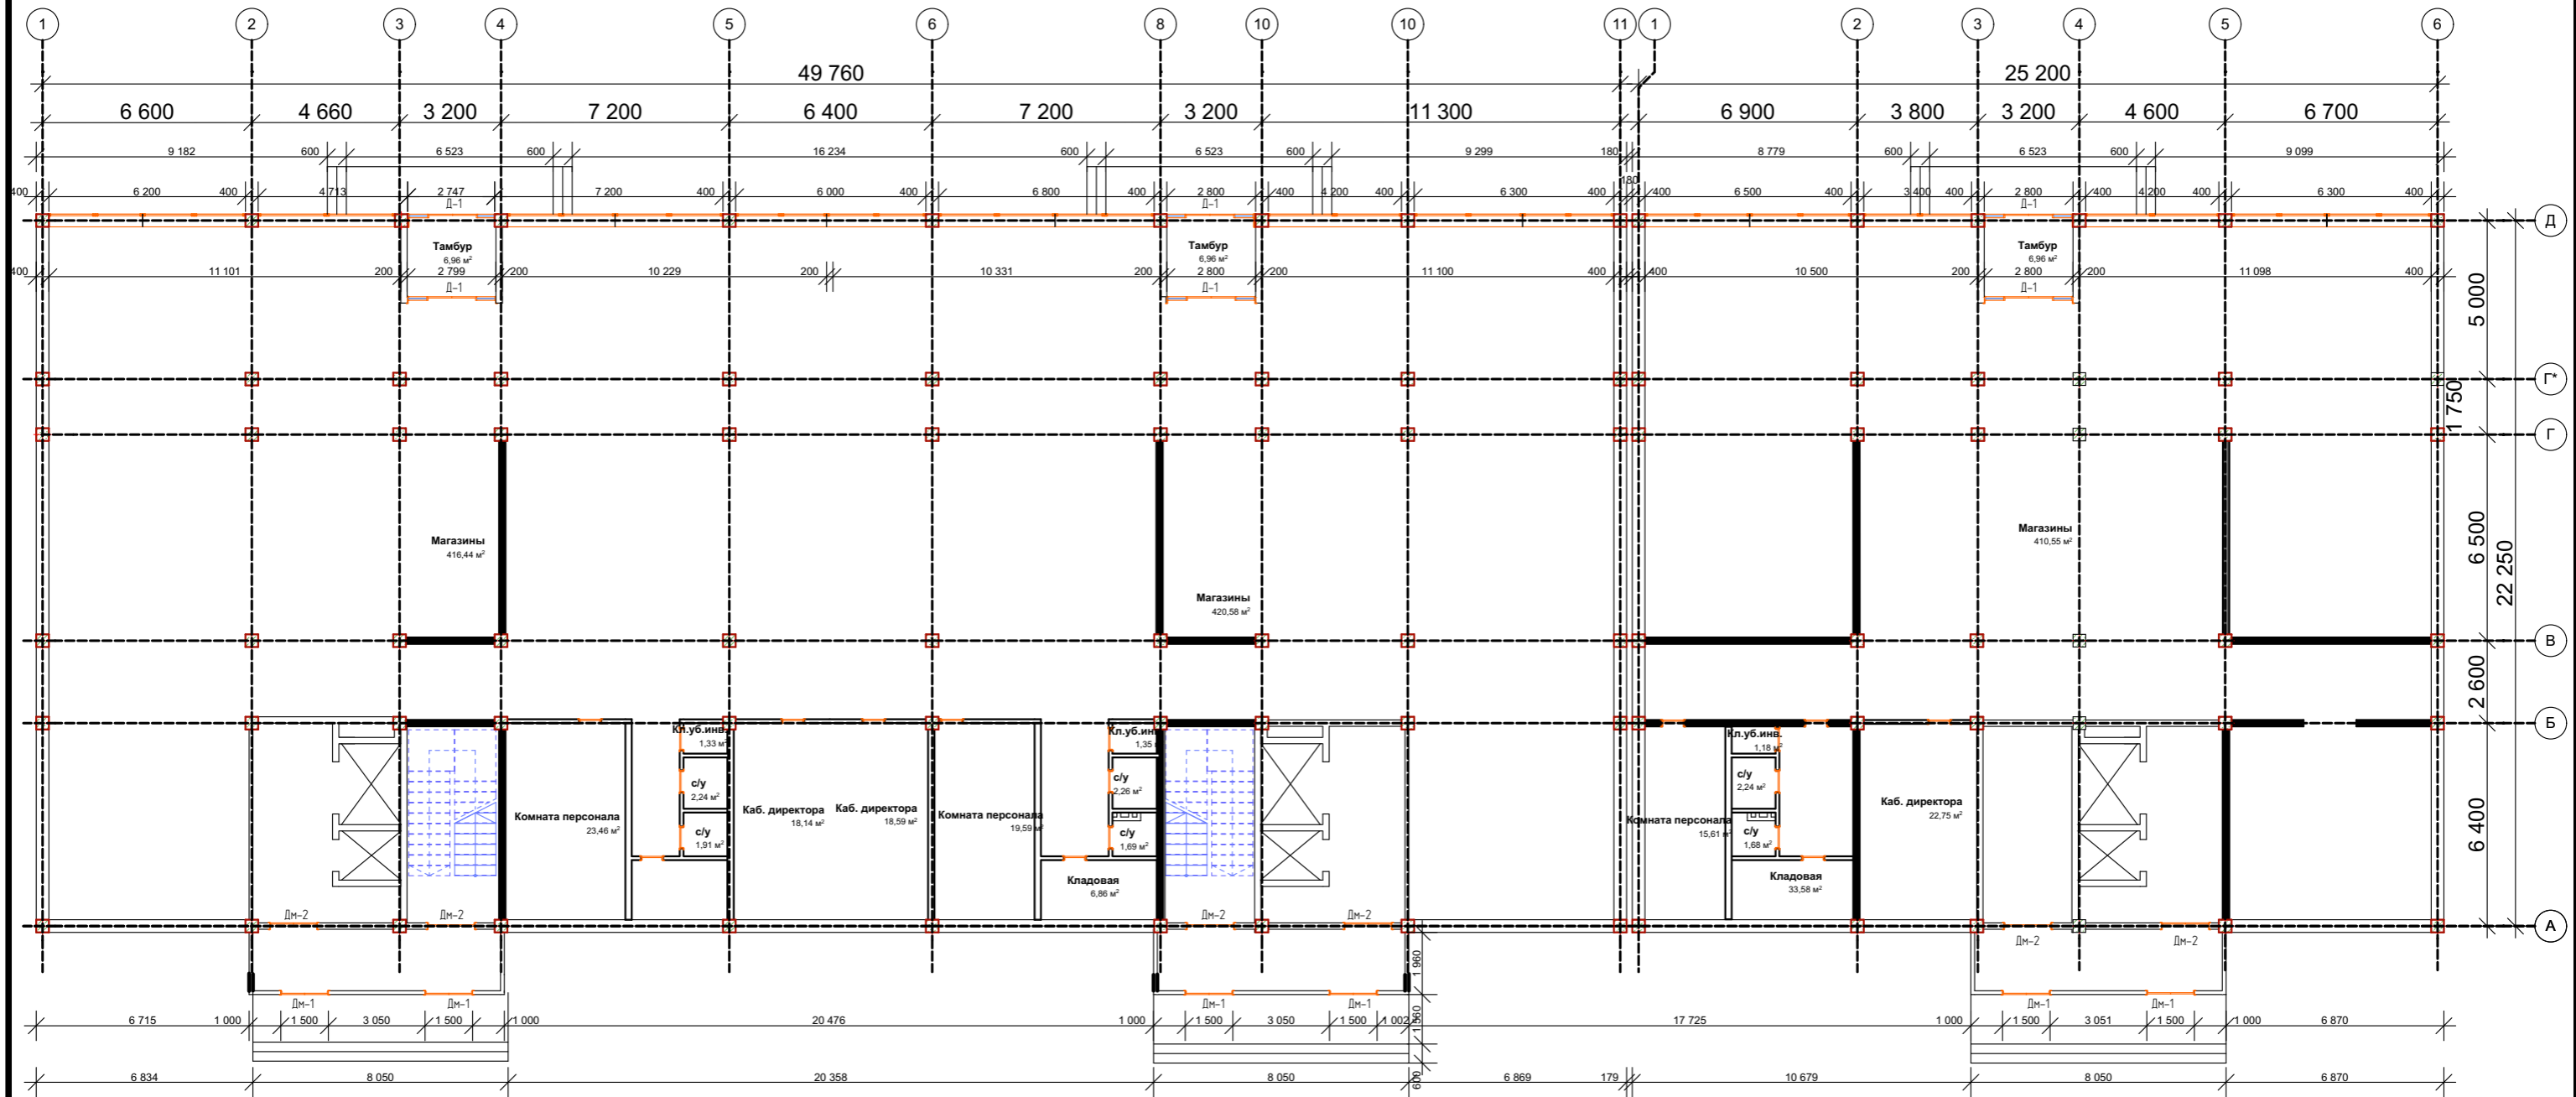 1 2 3 4 5 6 8 10 10 11 1 2 3 4 5 6
49 760 25 200
6 600 4 660 3 200 7 200 6 400 7 200 3 200 11 300 6 900 3 800 3 200 4 600 6 700
9 182 600 6 523 600 16 234 600 6 523 600 9 299 180 8 779 600 6 523 600 9 099
180
400 6 200 400 4 713 2 747 7 200 400 6 000 400 6 800 400 2 800 400 4 200 400 6 300 400 400 6 500 400 3 400 400 2 800 400 4 200 400 6 300 400
Д-1 Д-1 Д-1
Д
Тамбур Тамбур Тамбур
6,96 м² 6,96 м² 6,96 м²
400 11 101 200 2 799 200 10 229 200 10 331 200 2 800 200 11 100 400 400 10 500 200 2 800 200 11 098 400
Д-1 Д-1 Д-1
5 000
Г*
1 750
Г
Магазины
416,44 м²
Магазины
410,55 м²
6 500
22 250
Магазины
420,58 м²
В
2 600
Б
Кл.уб.инв.
1,33 м²
Кл.уб.инв.
1,35
Кл.уб.инв.
1,18 м²
с/у
2,24 м²
с/у
2,26 м²
с/у
2,24 м²
Комната персонала
23,46 м²
Каб. директора
18,14 м²
Каб. директора
18,59 м²
Комната персонала
19,59 м²
Комната персонала
15,61 м²
Каб. директора
22,75 м²
6 400
с/у
1,91 м²
с/у
1,69 м²
с/у
1,68 м²
Кладовая
6,86 м²
Кладовая
33,58 м²
Дм-2 Дм-2 Дм-2 Дм-2
А
Дм-2 Дм-2
1 960
Дм-1 Дм-1 Дм-1 Дм-1 Дм-1 Дм-1
6 715 1 000 1 500 3 050 1 500 1 000 20 476 1 000 1 500 3 050 1 500 1 002 17 725 1 000 1 500 3 051 1 500 1 000 6 870
600
6 834 8 050 20 358 8 050 6 869 179 10 679 8 050 6 870